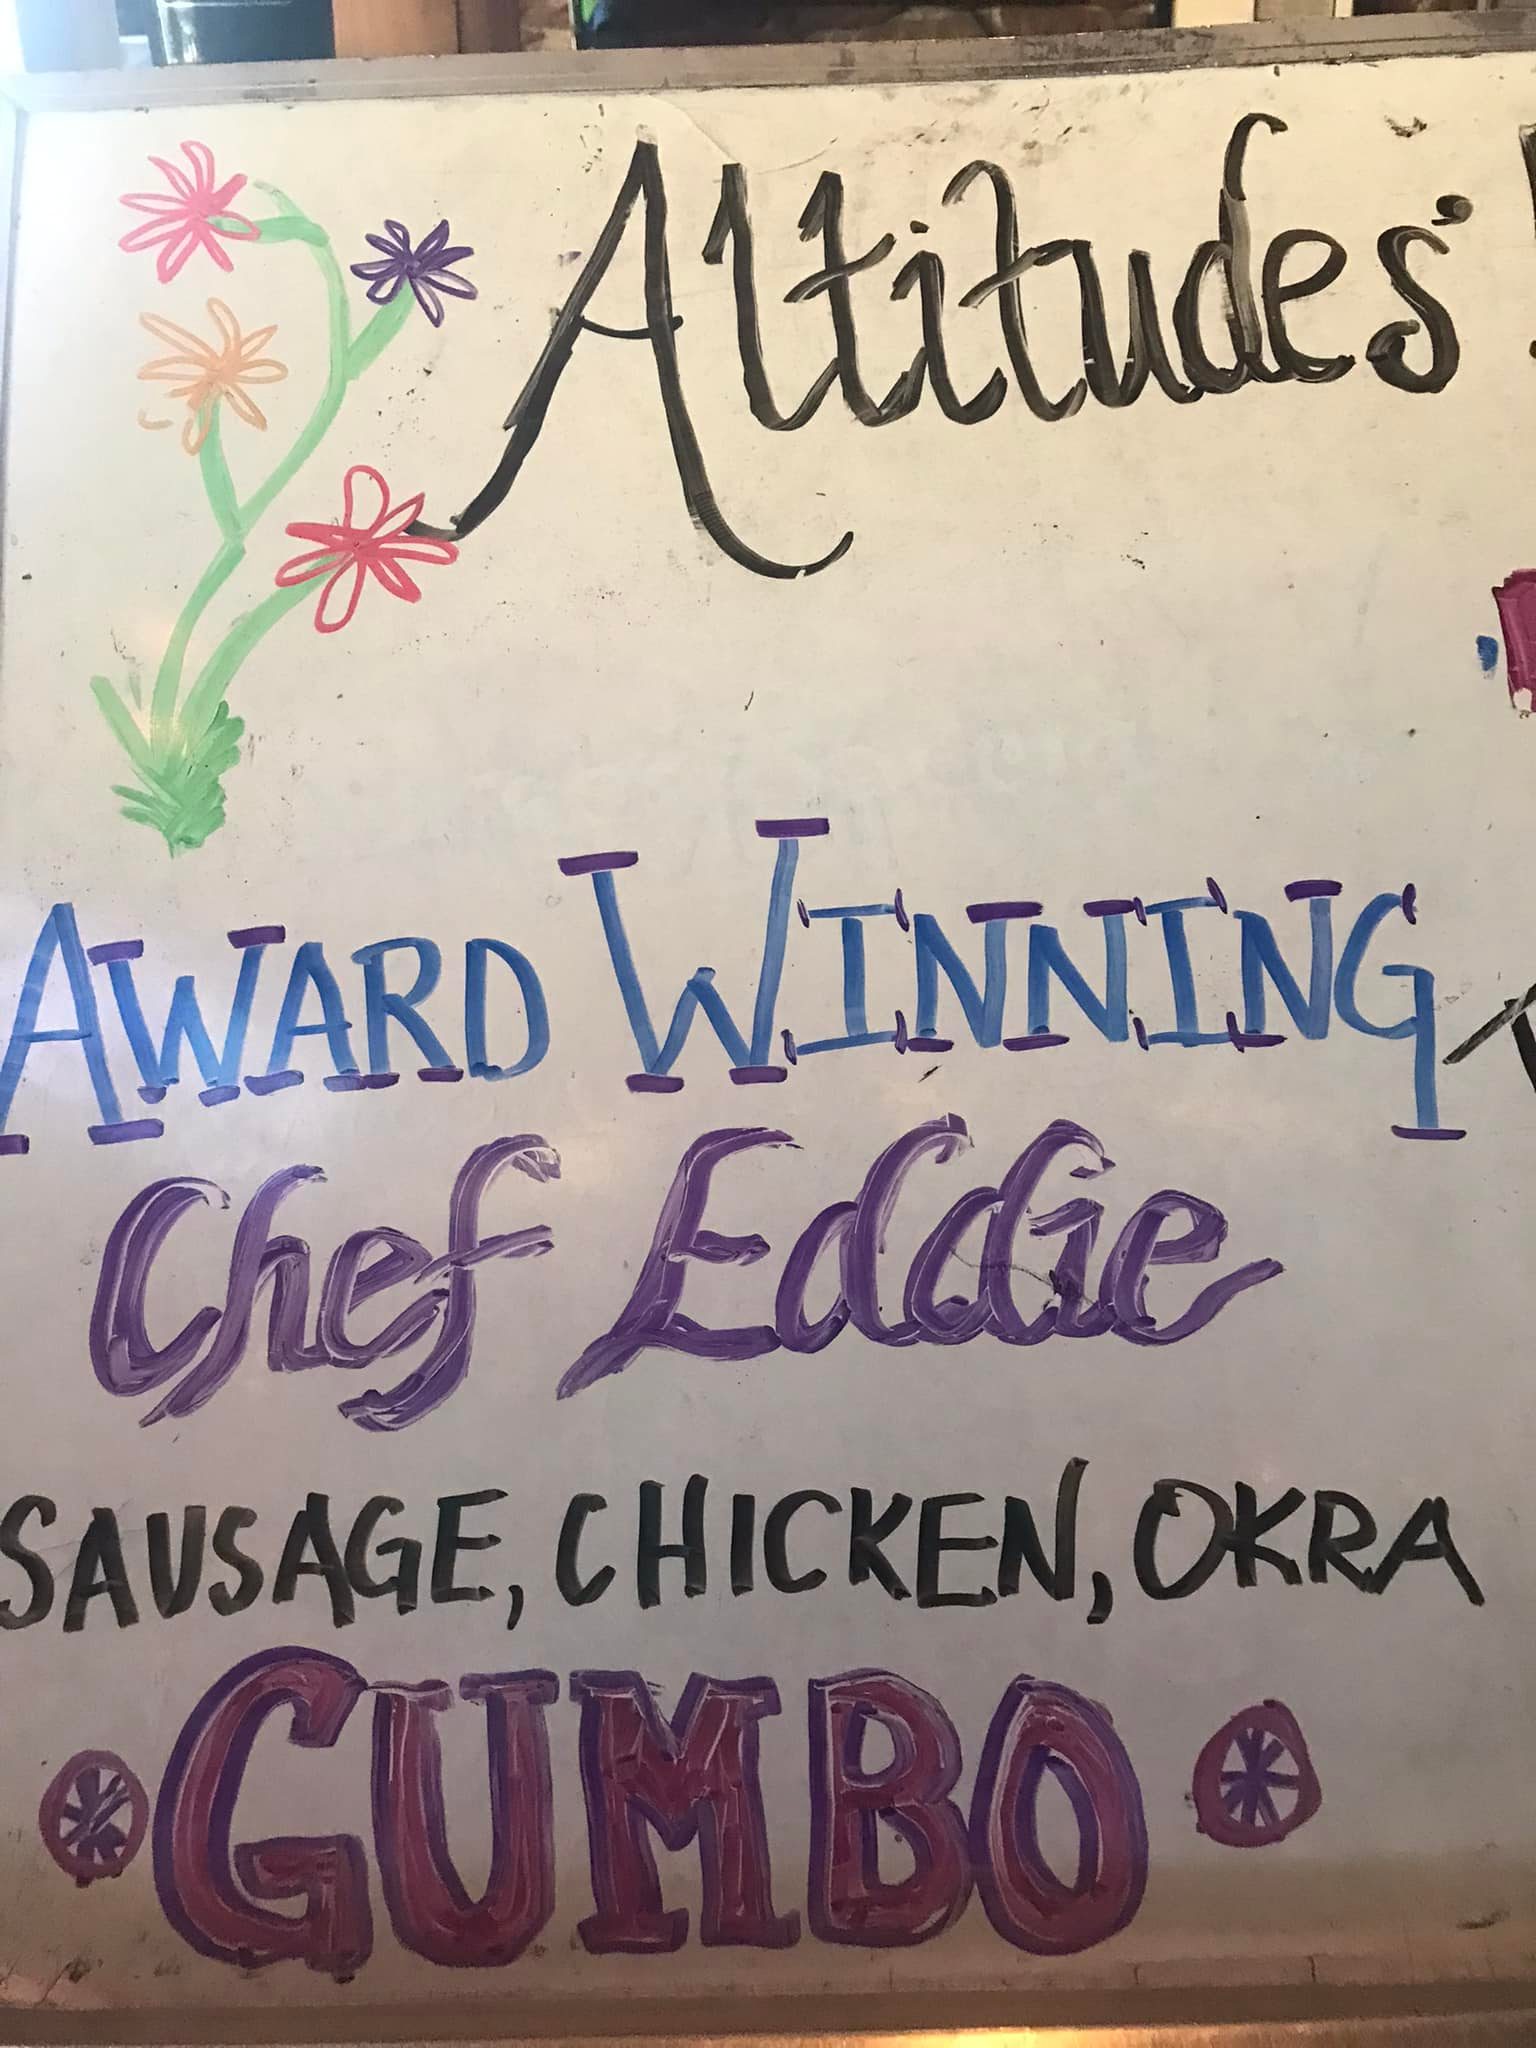 Altitudes'
AWARD WINNING
Chef Eddie
SAUSAGE, CHICKEN, OKRA
GUMBO